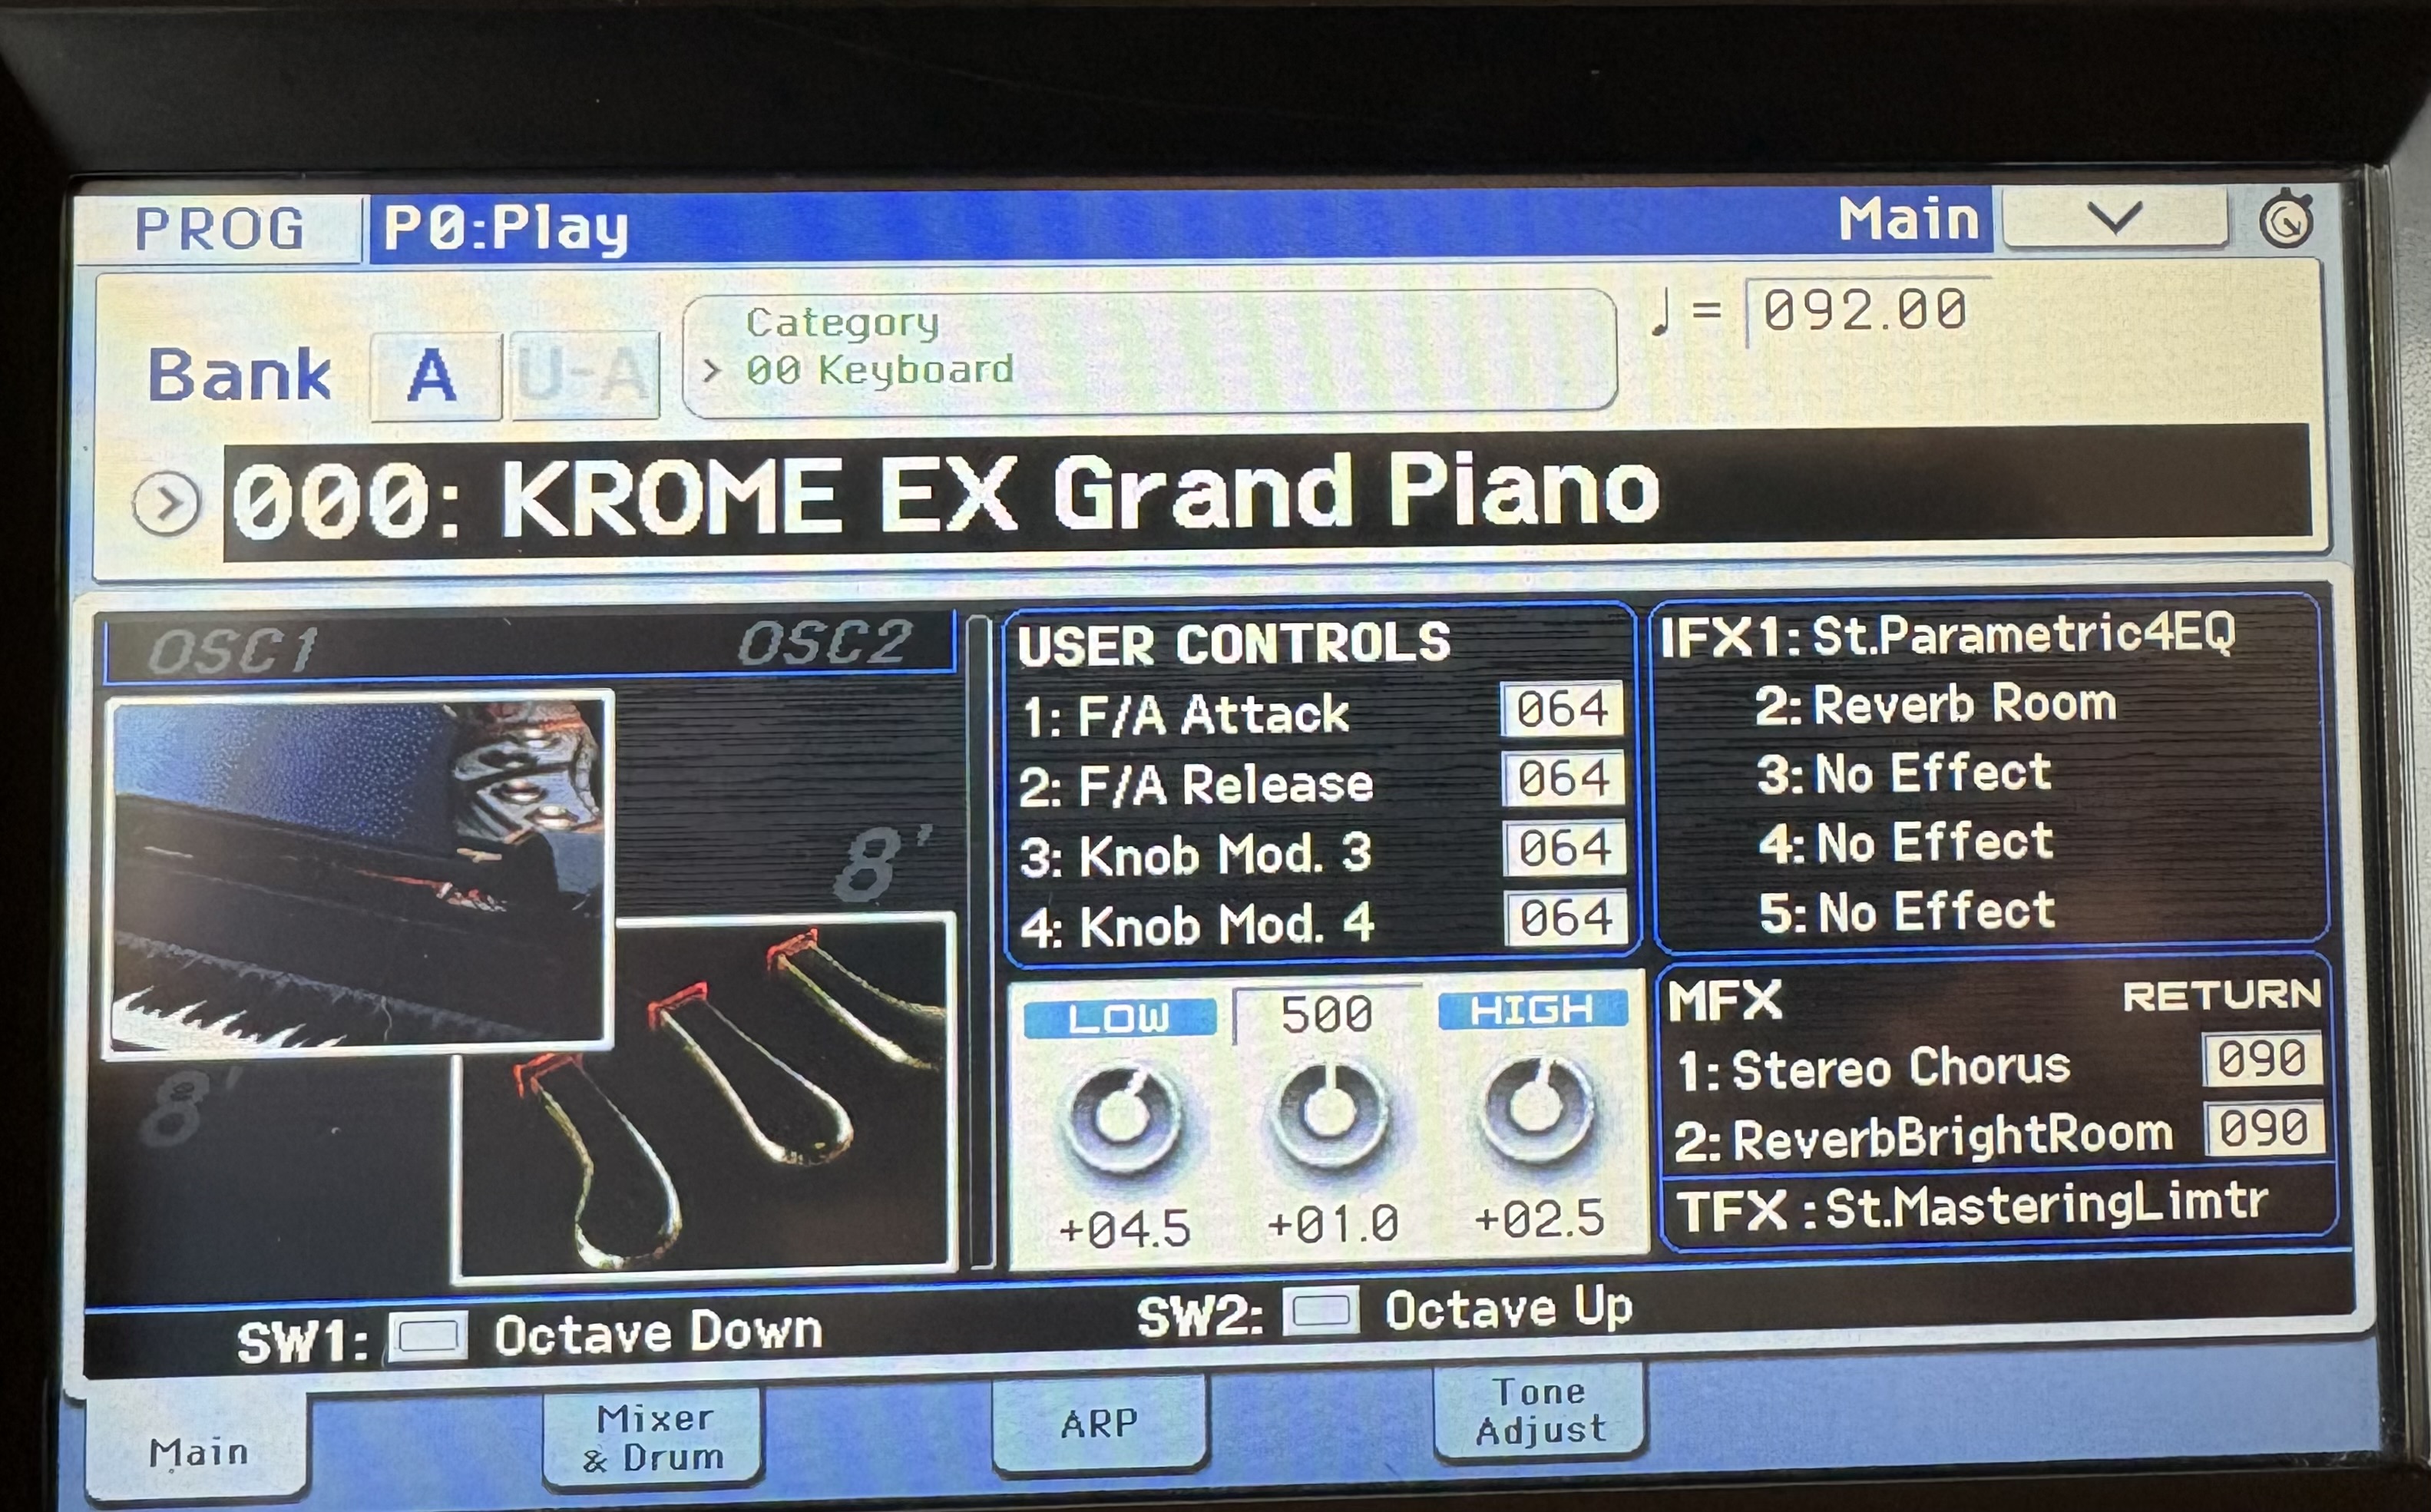 PROG P0:Play Main
Category
♩ = 092.00
Bank A U-A
> 00 Keyboard
000: KROME EX Grand Piano
OSC1 OSC2
8'
8'
USER CONTROLS
1: F/A Attack 064
2: F/A Release 064
3: Knob Mod. 3 064
4: Knob Mod. 4 064
IFX1: St.Parametric4EQ
2: Reverb Room
3: No Effect
4: No Effect
5: No Effect
LOW 500 HIGH
+04.5 +01.0 +02.5
MFX RETURN
1: Stereo Chorus 090
2: ReverbBrightRoom 090
TFX : St.MasteringLimtr
SW1: Octave Down SW2: Octave Up
Main
Mixer
& Drum
ARP
Tone
Adjust